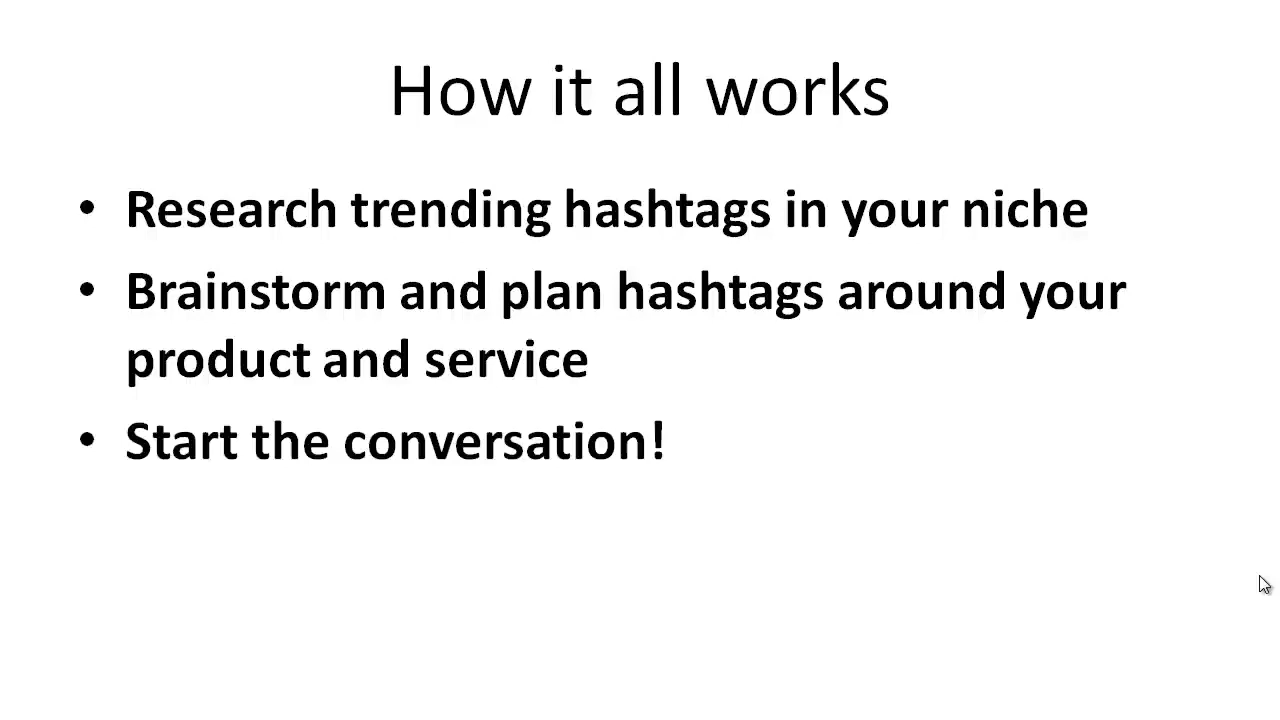 How it all works
• Research trending hashtags in your niche
• Brainstorm and plan hashtags around your
product and service
• Start the conversation!